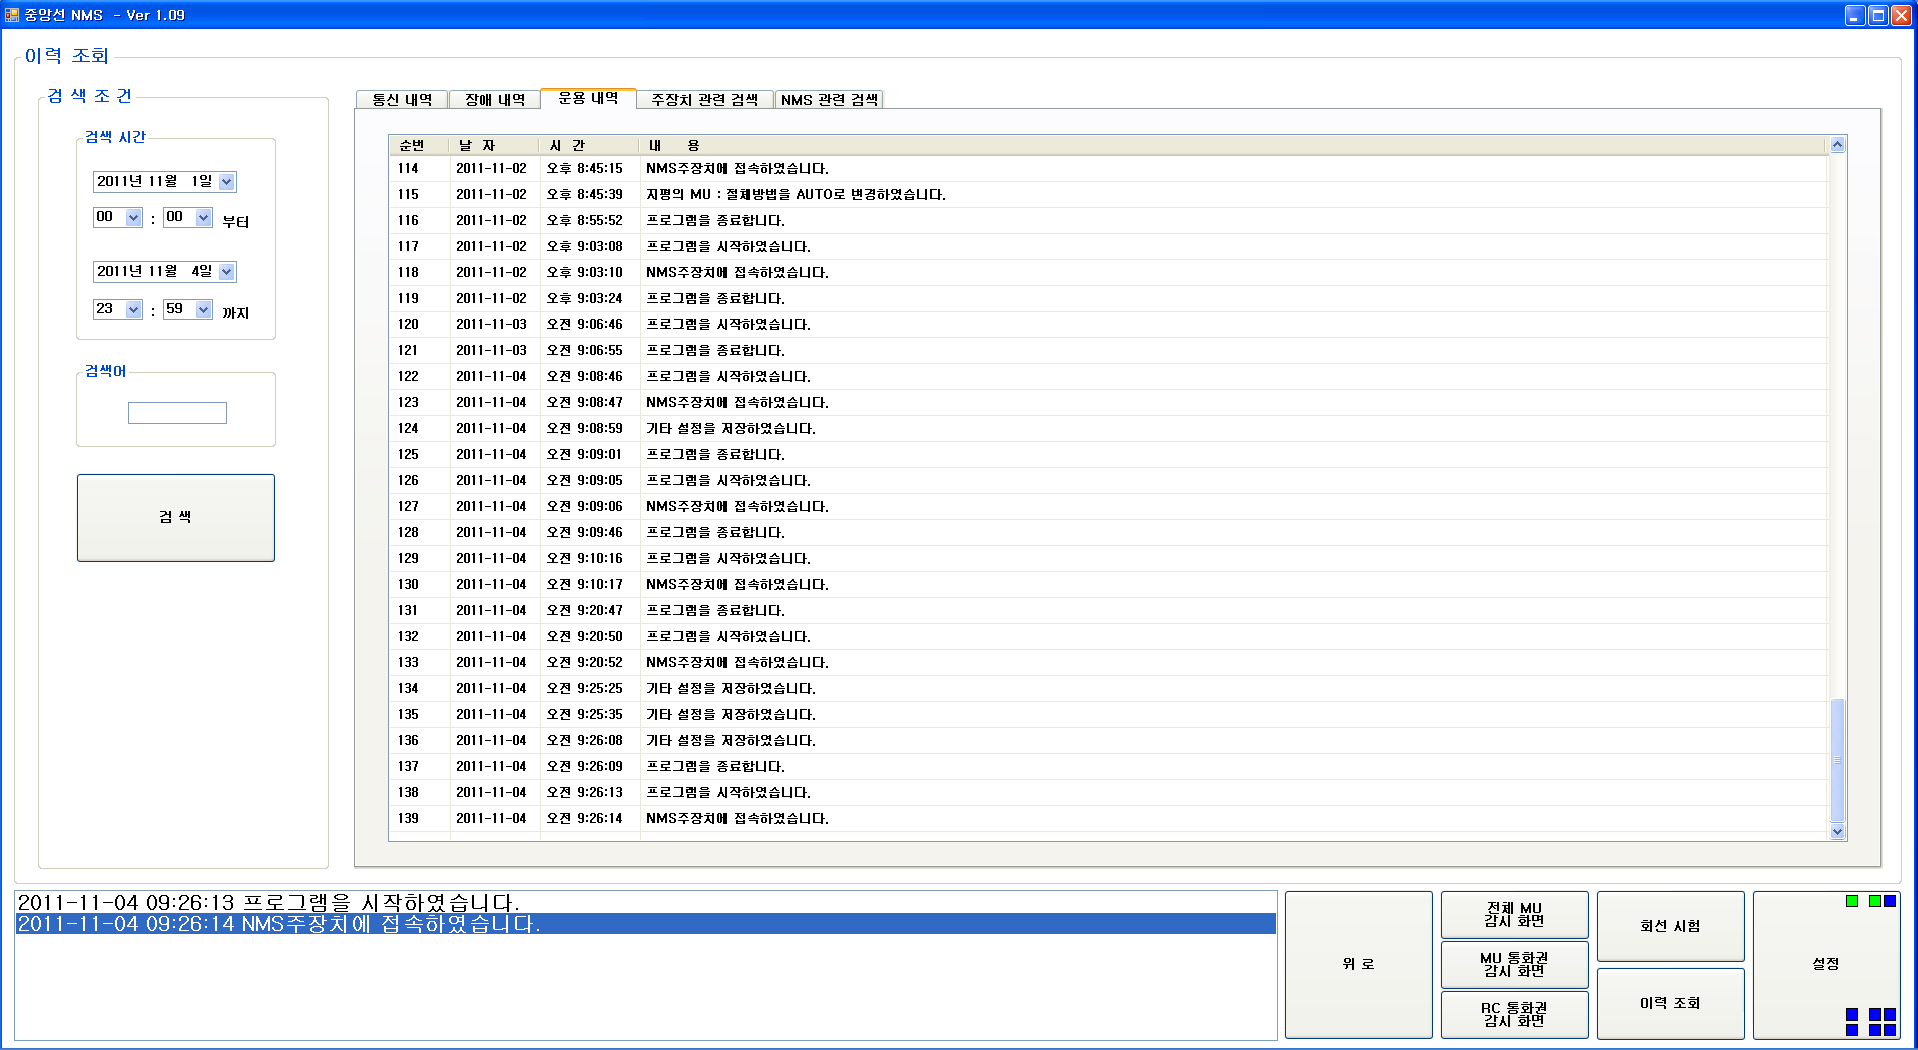 중앙선 NMS - Ver 1.09
이력 조회
검 색 조 건
검색 시간
2011년 11월 1일
00 : 00 부터
2011년 11월 4일
23 : 59 까지
검색어
검 색
통신 내역 장애 내역 운용 내역 주장치 관련 검색 NMS 관련 검색
순번 날 자 시 간 내 용
114 2011-11-02 오후 8:45:15 NMS주장치에 접속하였습니다.
115 2011-11-02 오후 8:45:39 지평의 MU : 절체방법을 AUTO로 변경하였습니다.
116 2011-11-02 오후 8:55:52 프로그램을 종료합니다.
117 2011-11-02 오후 9:03:08 프로그램을 시작하였습니다.
118 2011-11-02 오후 9:03:10 NMS주장치에 접속하였습니다.
119 2011-11-02 오후 9:03:24 프로그램을 종료합니다.
120 2011-11-03 오전 9:06:46 프로그램을 시작하였습니다.
121 2011-11-03 오전 9:06:55 프로그램을 종료합니다.
122 2011-11-04 오전 9:08:46 프로그램을 시작하였습니다.
123 2011-11-04 오전 9:08:47 NMS주장치에 접속하였습니다.
124 2011-11-04 오전 9:08:59 기타 설정을 저장하였습니다.
125 2011-11-04 오전 9:09:01 프로그램을 종료합니다.
126 2011-11-04 오전 9:09:05 프로그램을 시작하였습니다.
127 2011-11-04 오전 9:09:06 NMS주장치에 접속하였습니다.
128 2011-11-04 오전 9:09:46 프로그램을 종료합니다.
129 2011-11-04 오전 9:10:16 프로그램을 시작하였습니다.
130 2011-11-04 오전 9:10:17 NMS주장치에 접속하였습니다.
131 2011-11-04 오전 9:20:47 프로그램을 종료합니다.
132 2011-11-04 오전 9:20:50 프로그램을 시작하였습니다.
133 2011-11-04 오전 9:20:52 NMS주장치에 접속하였습니다.
134 2011-11-04 오전 9:25:25 기타 설정을 저장하였습니다.
135 2011-11-04 오전 9:25:35 기타 설정을 저장하였습니다.
136 2011-11-04 오전 9:26:08 기타 설정을 저장하였습니다.
137 2011-11-04 오전 9:26:09 프로그램을 종료합니다.
138 2011-11-04 오전 9:26:13 프로그램을 시작하였습니다.
139 2011-11-04 오전 9:26:14 NMS주장치에 접속하였습니다.
2011-11-04 09:26:13 프로그램을 시작하였습니다.
2011-11-04 09:26:14 NMS주장치에 접속하였습니다.
위 로
전체 MU
감시 화면
MU 통화권
감시 화면
RC 통화권
감시 화면
회선 시험
이력 조회
설정